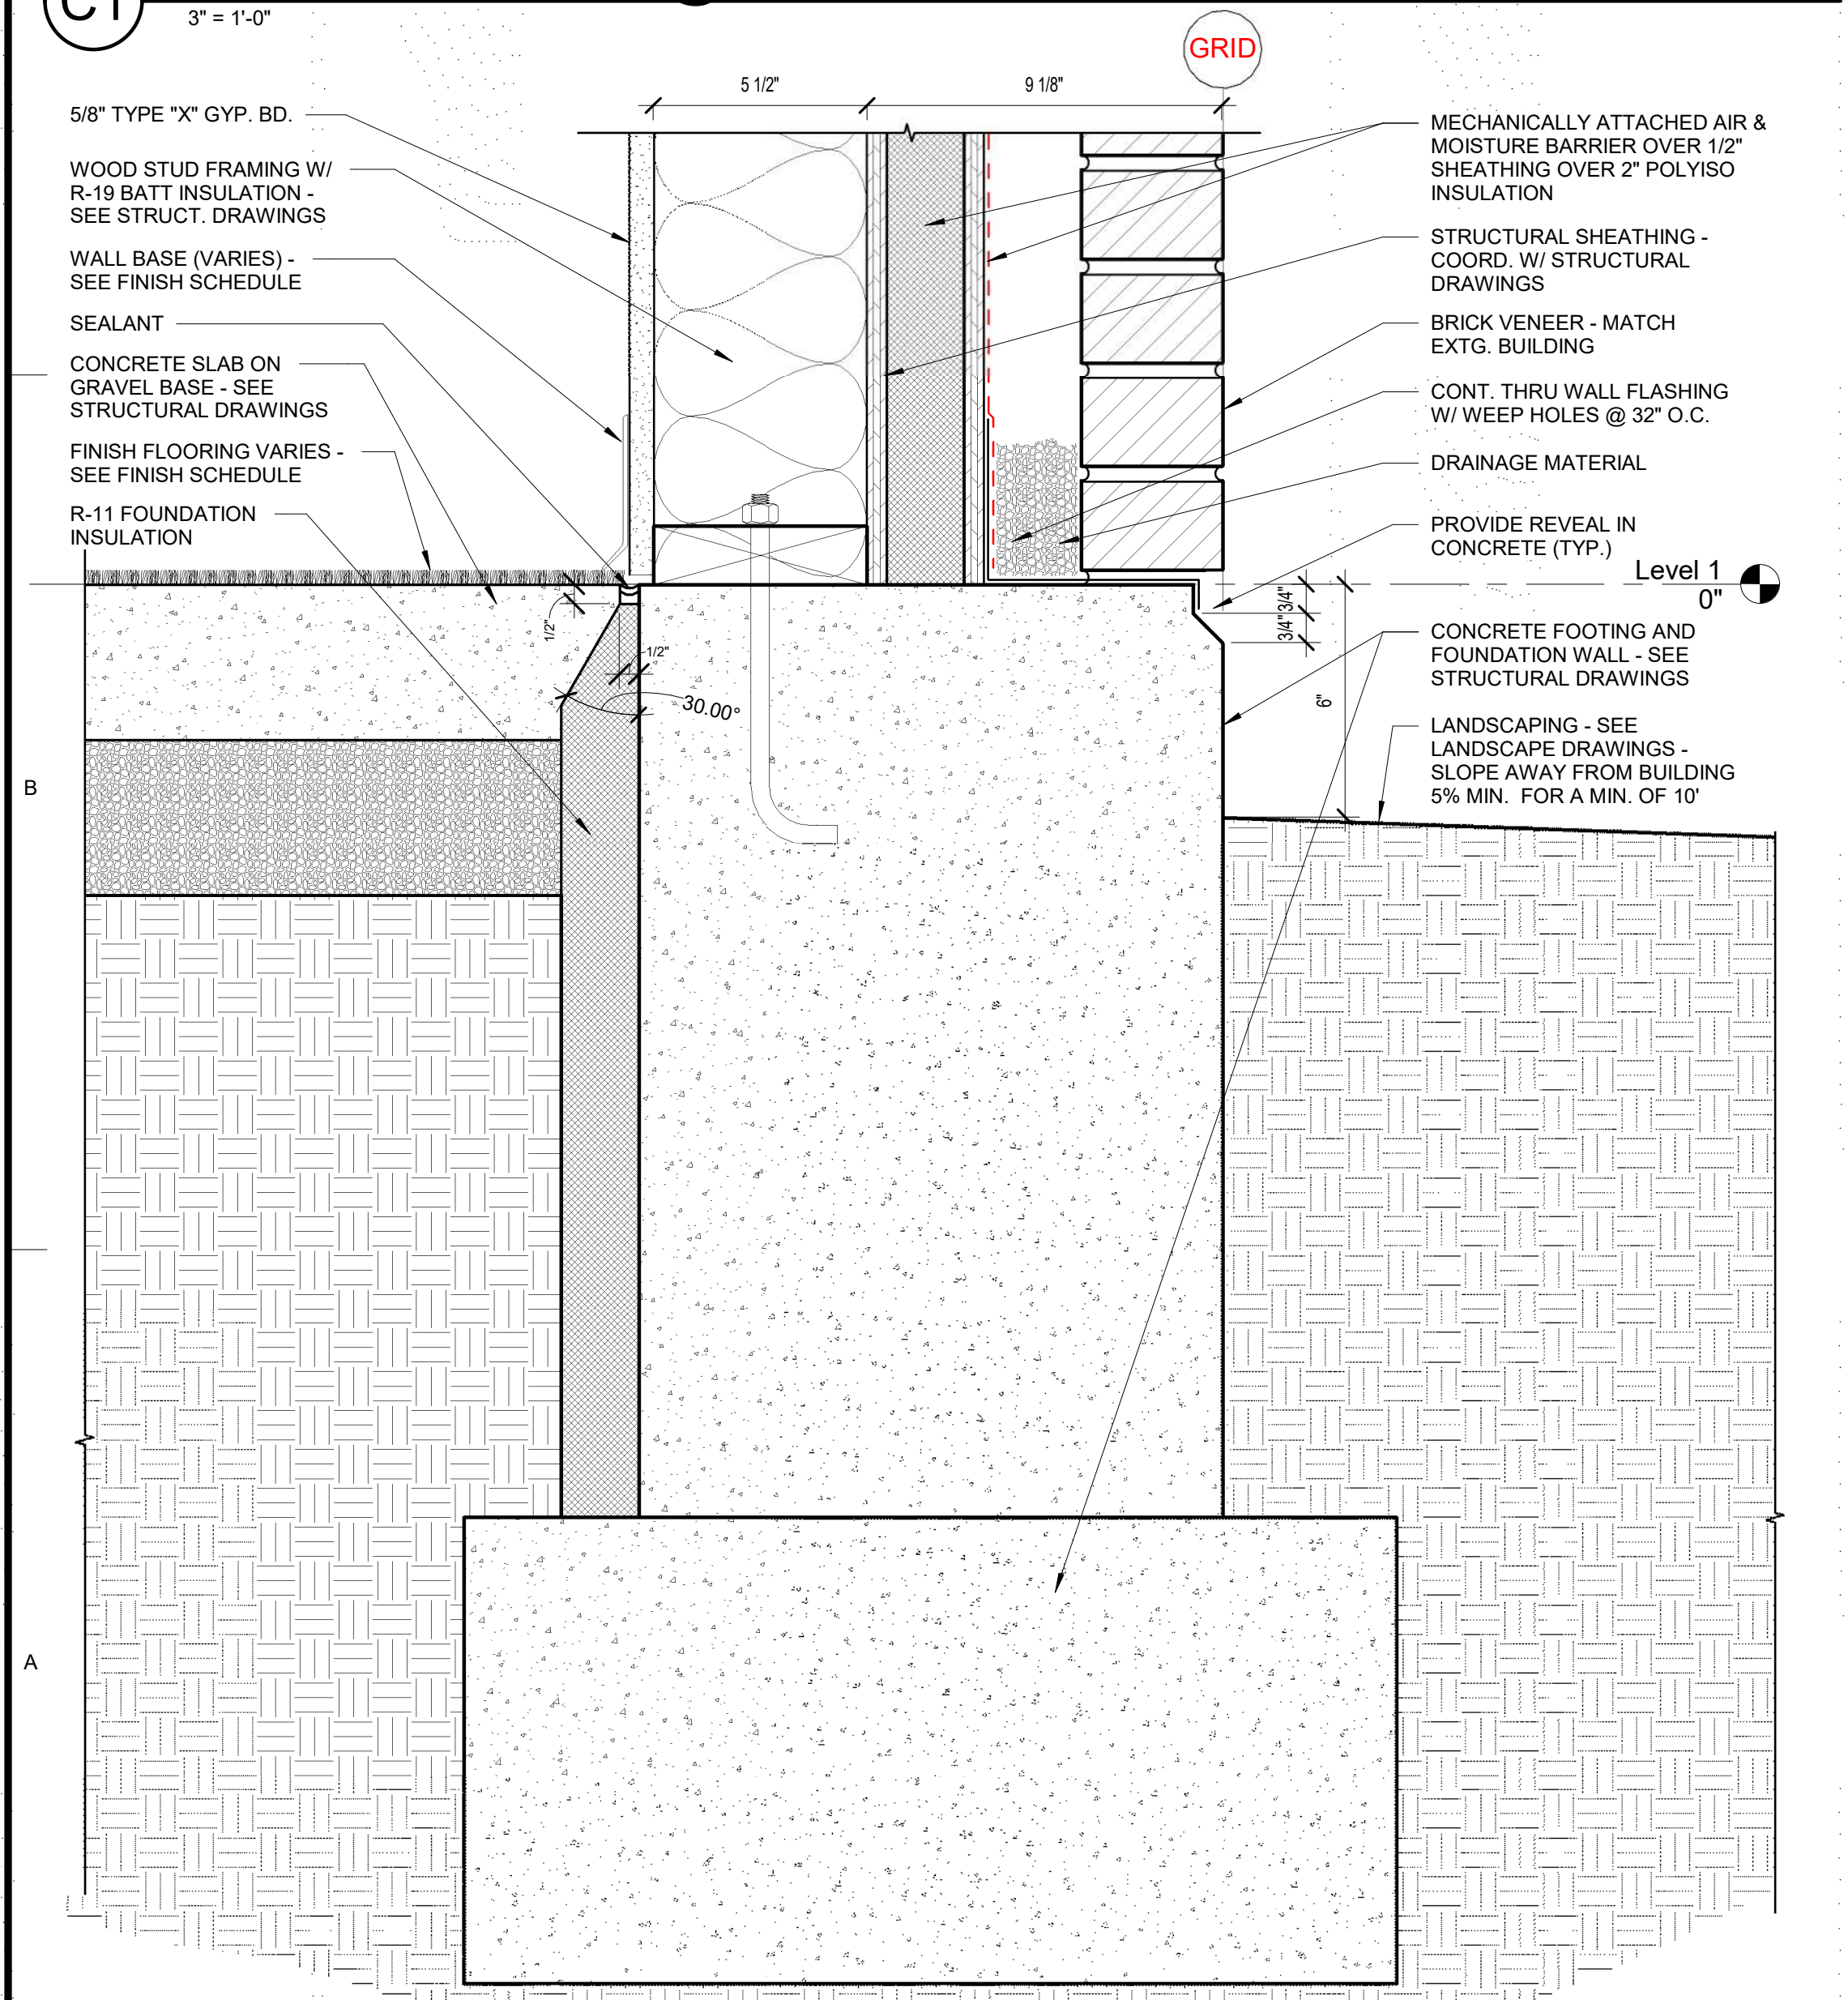 C1
3" = 1'-0"
GRID
5 1/2"
9 1/8"
5/8" TYPE "X" GYP. BD.
WOOD STUD FRAMING W/
R-19 BATT INSULATION -
SEE STRUCT. DRAWINGS
WALL BASE (VARIES) -
SEE FINISH SCHEDULE
SEALANT
CONCRETE SLAB ON
GRAVEL BASE - SEE
STRUCTURAL DRAWINGS
FINISH FLOORING VARIES -
SEE FINISH SCHEDULE
R-11 FOUNDATION
INSULATION
MECHANICALLY ATTACHED AIR &
MOISTURE BARRIER OVER 1/2"
SHEATHING OVER 2" POLYISO
INSULATION
STRUCTURAL SHEATHING -
COORD. W/ STRUCTURAL
DRAWINGS
BRICK VENEER - MATCH
EXTG. BUILDING
CONT. THRU WALL FLASHING
W/ WEEP HOLES @ 32" O.C.
DRAINAGE MATERIAL
PROVIDE REVEAL IN
CONCRETE (TYP.)
Level 1
0"
CONCRETE FOOTING AND
FOUNDATION WALL - SEE
STRUCTURAL DRAWINGS
LANDSCAPING - SEE
LANDSCAPE DRAWINGS -
SLOPE AWAY FROM BUILDING
5% MIN. FOR A MIN. OF 10'
1/2"
1/2"
30.00°
3/4"
3/4"
6"
B
A